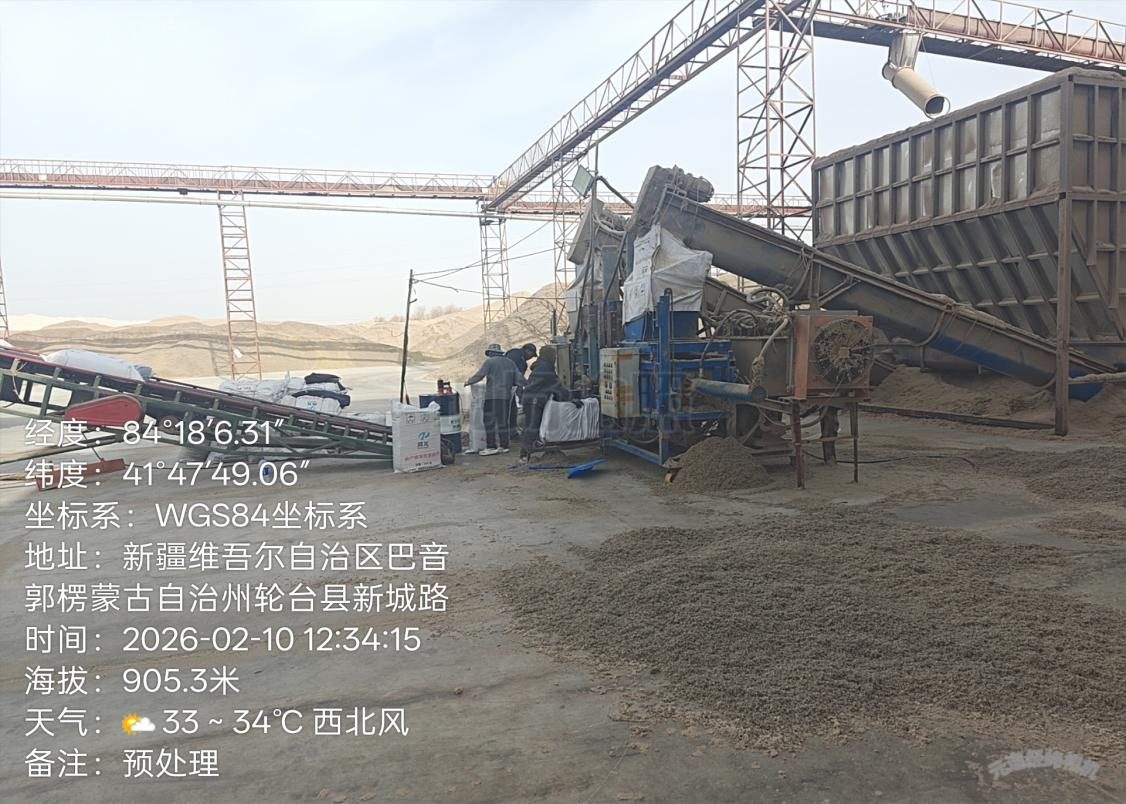 经度：84°18′6.31″
纬度：41°47′49.06″
坐标系：WGS84坐标系
地址：新疆维吾尔自治区巴音
郭楞蒙古自治州轮台县新城路
时间：2026-02-10 12:34:15
海拔：905.3米
天气：33 ~ 34℃ 西北风
备注：预处理